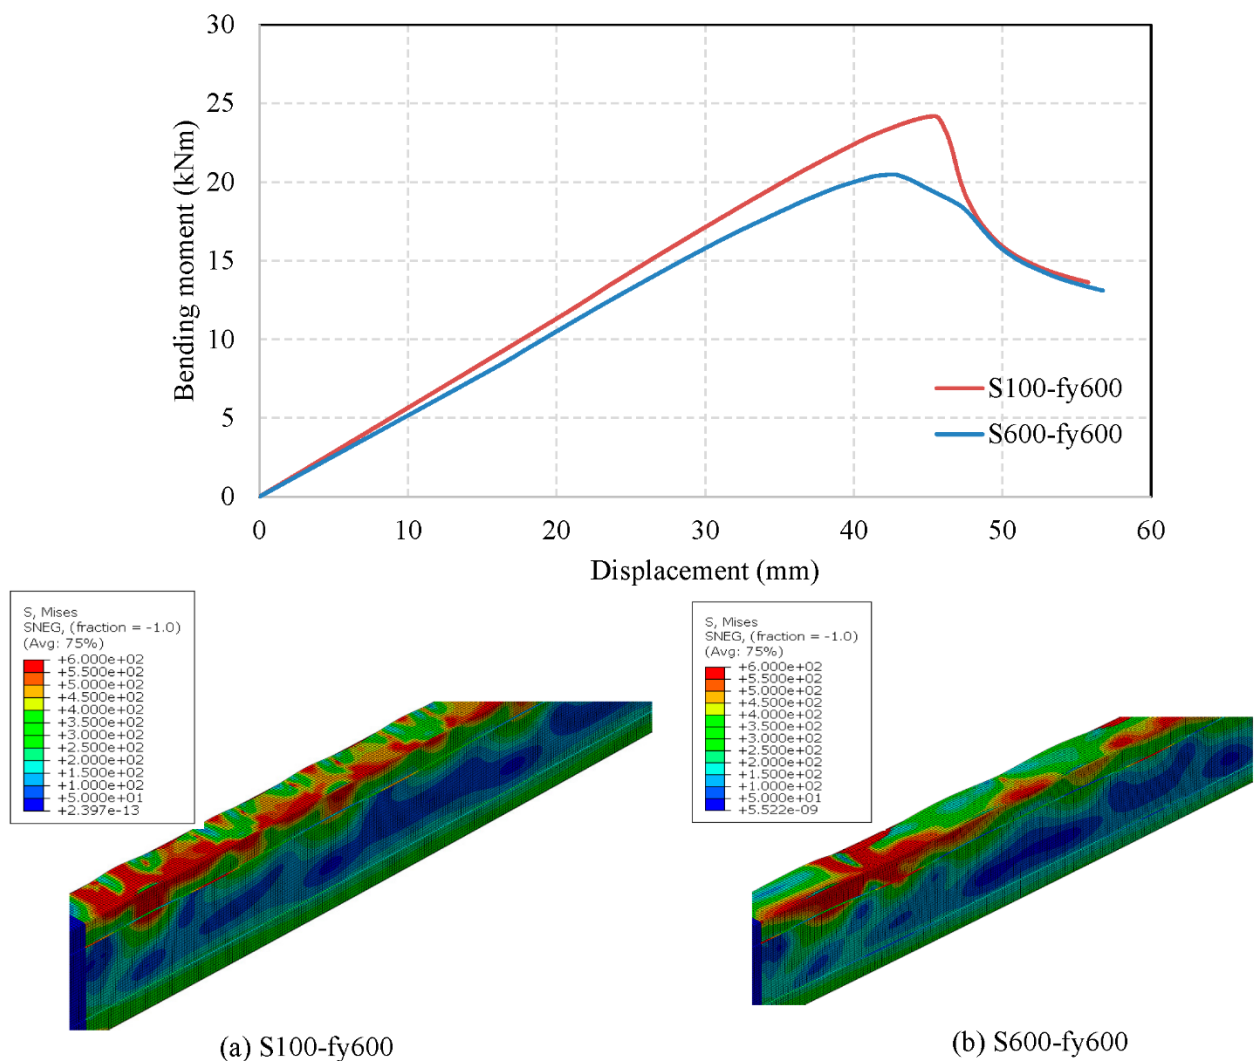 30
25
20
15
10
5
0
Bending moment (kNm)
S100-fy600
S600-fy600
0 10 20 30 40 50 60
Displacement (mm)
S, Mises
SNEG, (fraction = -1.0)
(Avg: 75%)
+6.000e+02
+5.500e+02
+5.000e+02
+4.500e+02
+4.000e+02
+3.500e+02
+3.000e+02
+2.500e+02
+2.000e+02
+1.500e+02
+1.000e+02
+5.000e+01
+2.397e-13
S, Mises
SNEG, (fraction = -1.0)
(Avg: 75%)
+6.000e+02
+5.500e+02
+5.000e+02
+4.500e+02
+4.000e+02
+3.500e+02
+3.000e+02
+2.500e+02
+2.000e+02
+1.500e+02
+1.000e+02
+5.000e+01
+5.522e-09
(a) S100-fy600
(b) S600-fy600